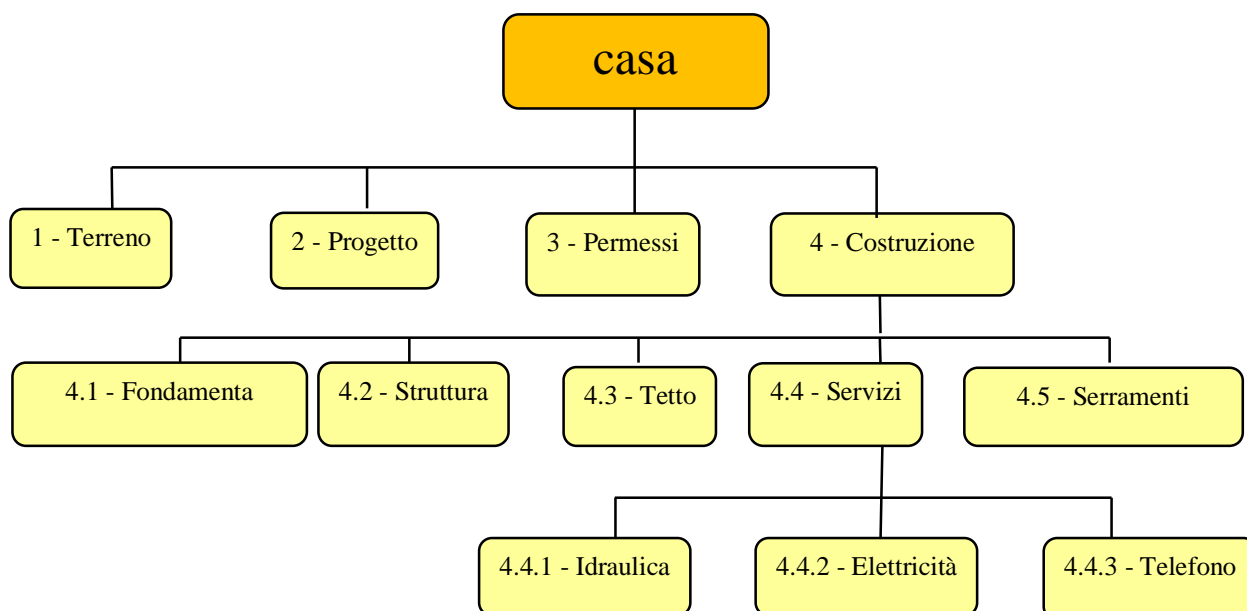 casa
1 - Terreno
2 - Progetto
3 - Permessi
4 - Costruzione
4.1 - Fondamenta
4.2 - Struttura
4.3 - Tetto
4.4 - Servizi
4.5 - Serramenti
4.4.1 - Idraulica
4.4.2 - Elettricità
4.4.3 - Telefono